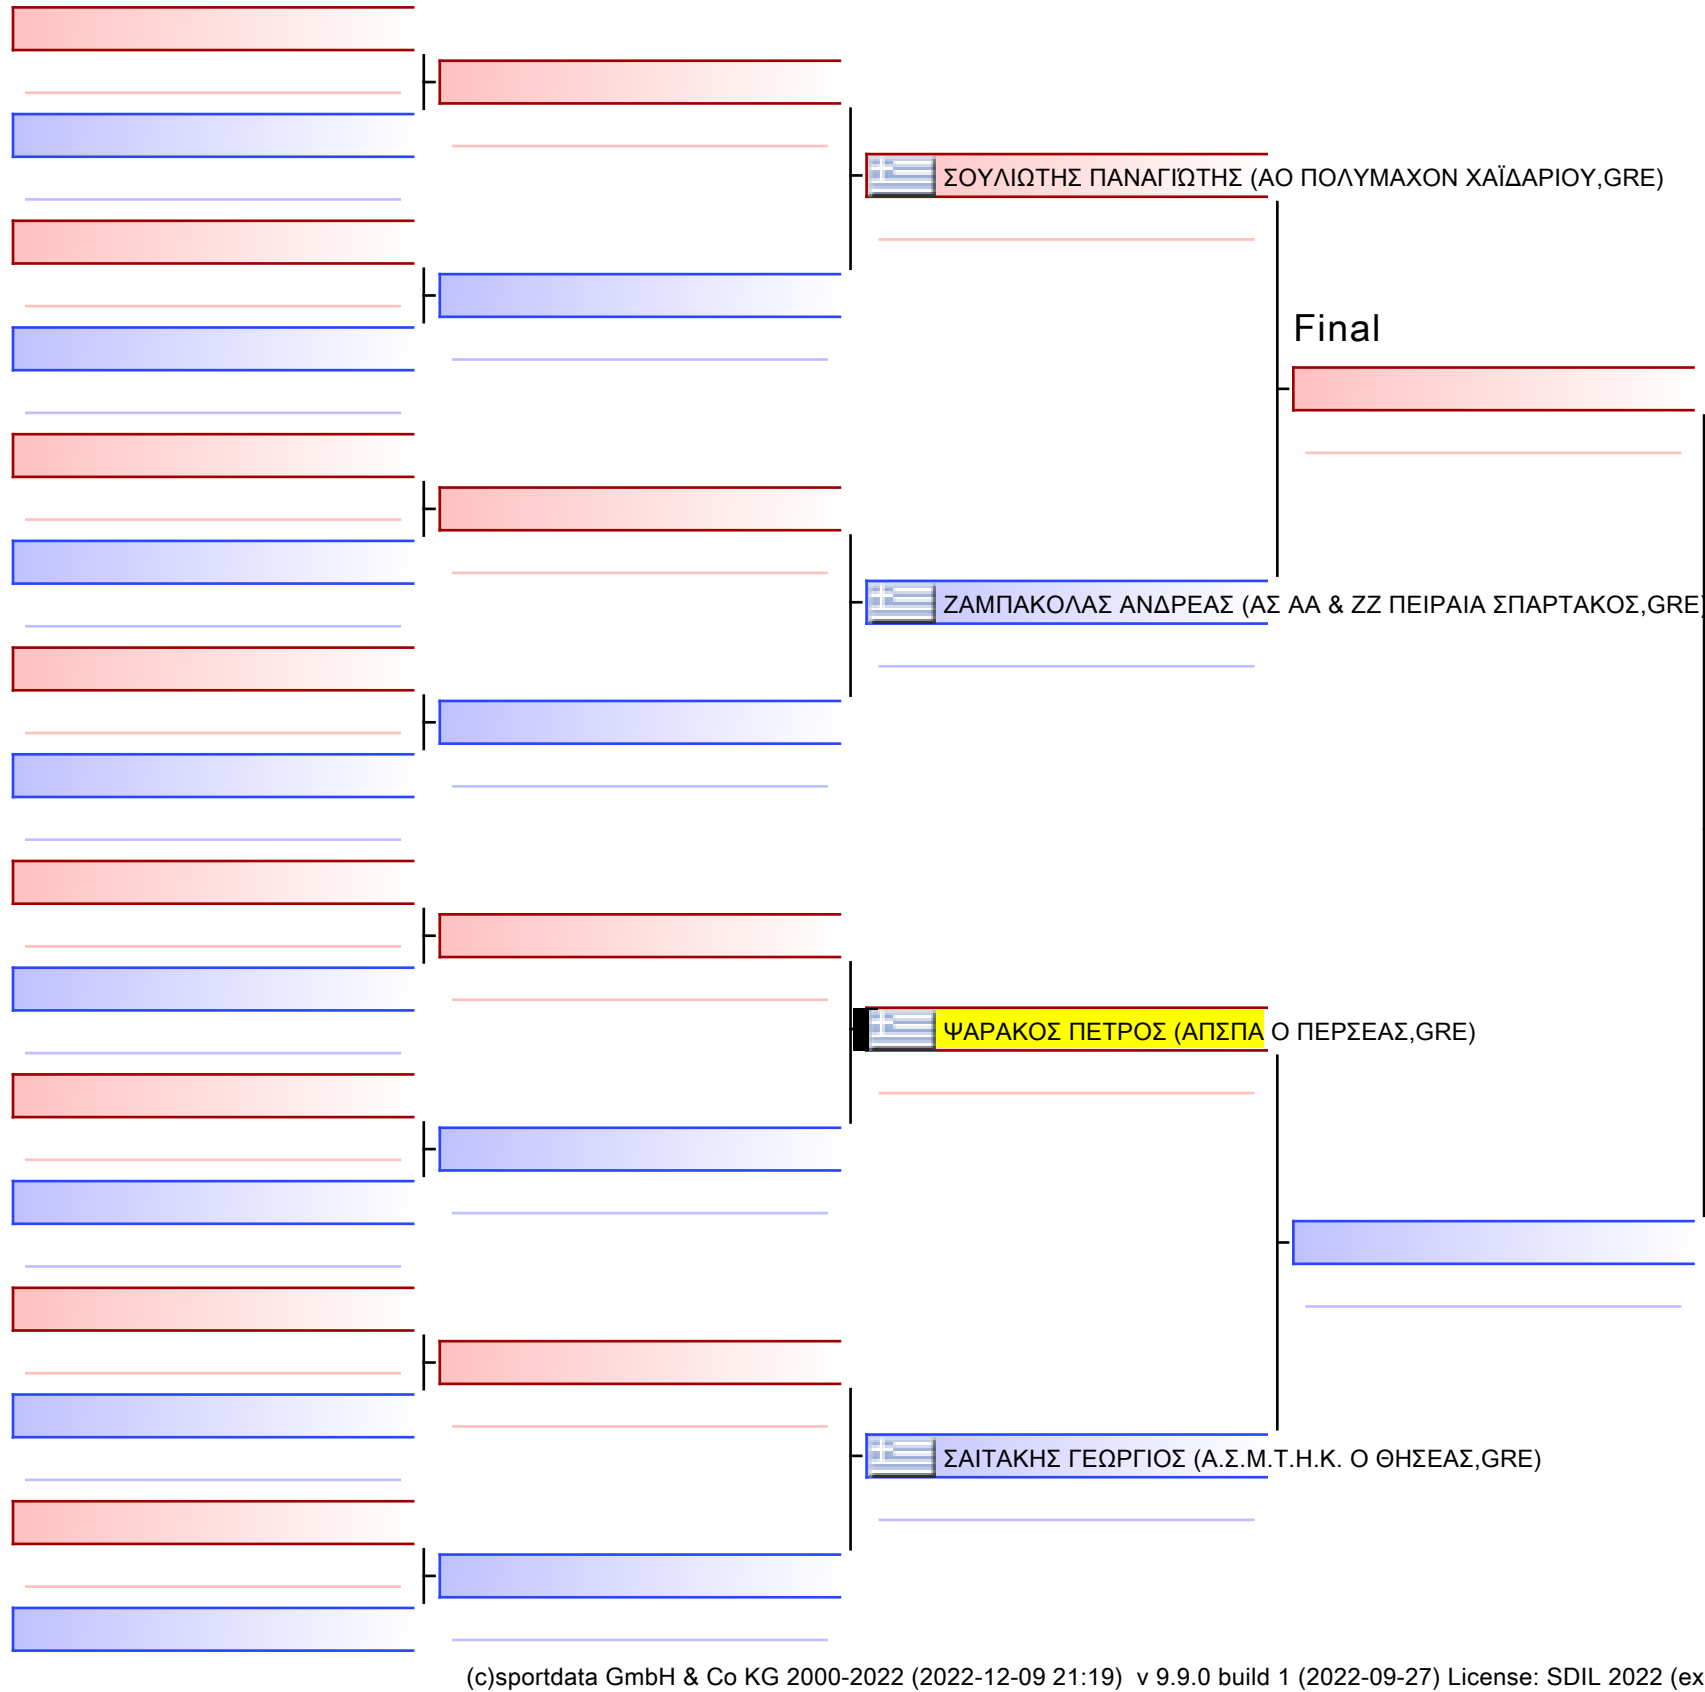 ΣΟΥΛΙΩΤΗΣ ΠΑΝΑΓΙΏΤΗΣ (ΑΟ ΠΟΛΥΜΑΧΟΝ ΧΑΪΔΑΡΙΟΥ,GRE)
Final
ΖΑΜΠΑΚΟΛΑΣ ΑΝΔΡΕΑΣ (ΑΣ ΑΑ & ΖΖ ΠΕΙΡΑΙΑ ΣΠΑΡΤΑΚΟΣ,GRE)
ΨΑΡΑΚΟΣ ΠΕΤΡΟΣ (ΑΠΣΠΑ Ο ΠΕΡΣΕΑΣ,GRE)
ΣΑΙΤΑΚΗΣ ΓΕΩΡΓΙΟΣ (Α.Σ.Μ.Τ.Η.Κ. Ο ΘΗΣΕΑΣ,GRE)
(c)sportdata GmbH & Co KG 2000-2022 (2022-12-09 21:19) v 9.9.0 build 1 (2022-09-27) License: SDIL 2022 (ex